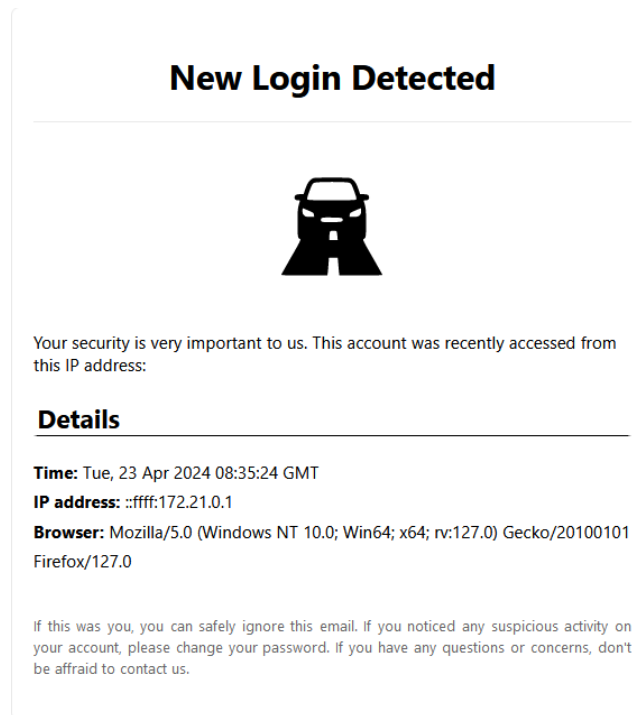 New Login Detected
Your security is very important to us. This account was recently accessed from
this IP address:
Details
Time: Tue, 23 Apr 2024 08:35:24 GMT
IP address: ::ffff:172.21.0.1
Browser: Mozilla/5.0 (Windows NT 10.0; Win64; x64; rv:127.0) Gecko/20100101
Firefox/127.0
If this was you, you can safely ignore this email. If you noticed any suspicious activity on
your account, please change your password. If you have any questions or concerns, don't
be affraid to contact us.